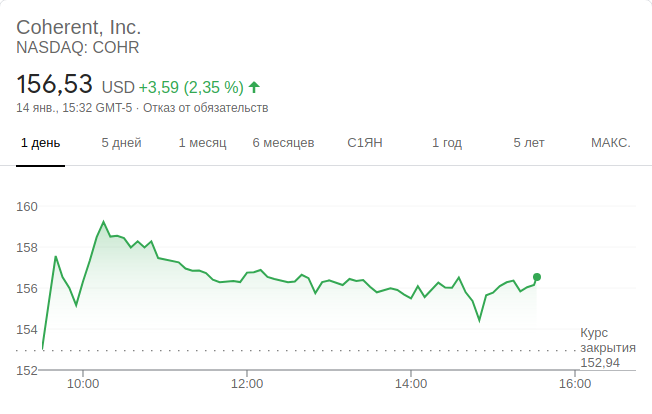 Coherent, Inc.
NASDAQ: COHR
156,53 USD +3,59 (2,35 %)
14 янв., 15:32 GMT-5 · Отказ от обязательств
1 день 5 дней 1 месяц 6 месяцев С1ЯН 1 год 5 лет МАКС.
160
158
156
154
Курс
закрытия
152,94
152
10:00 12:00 14:00 16:00